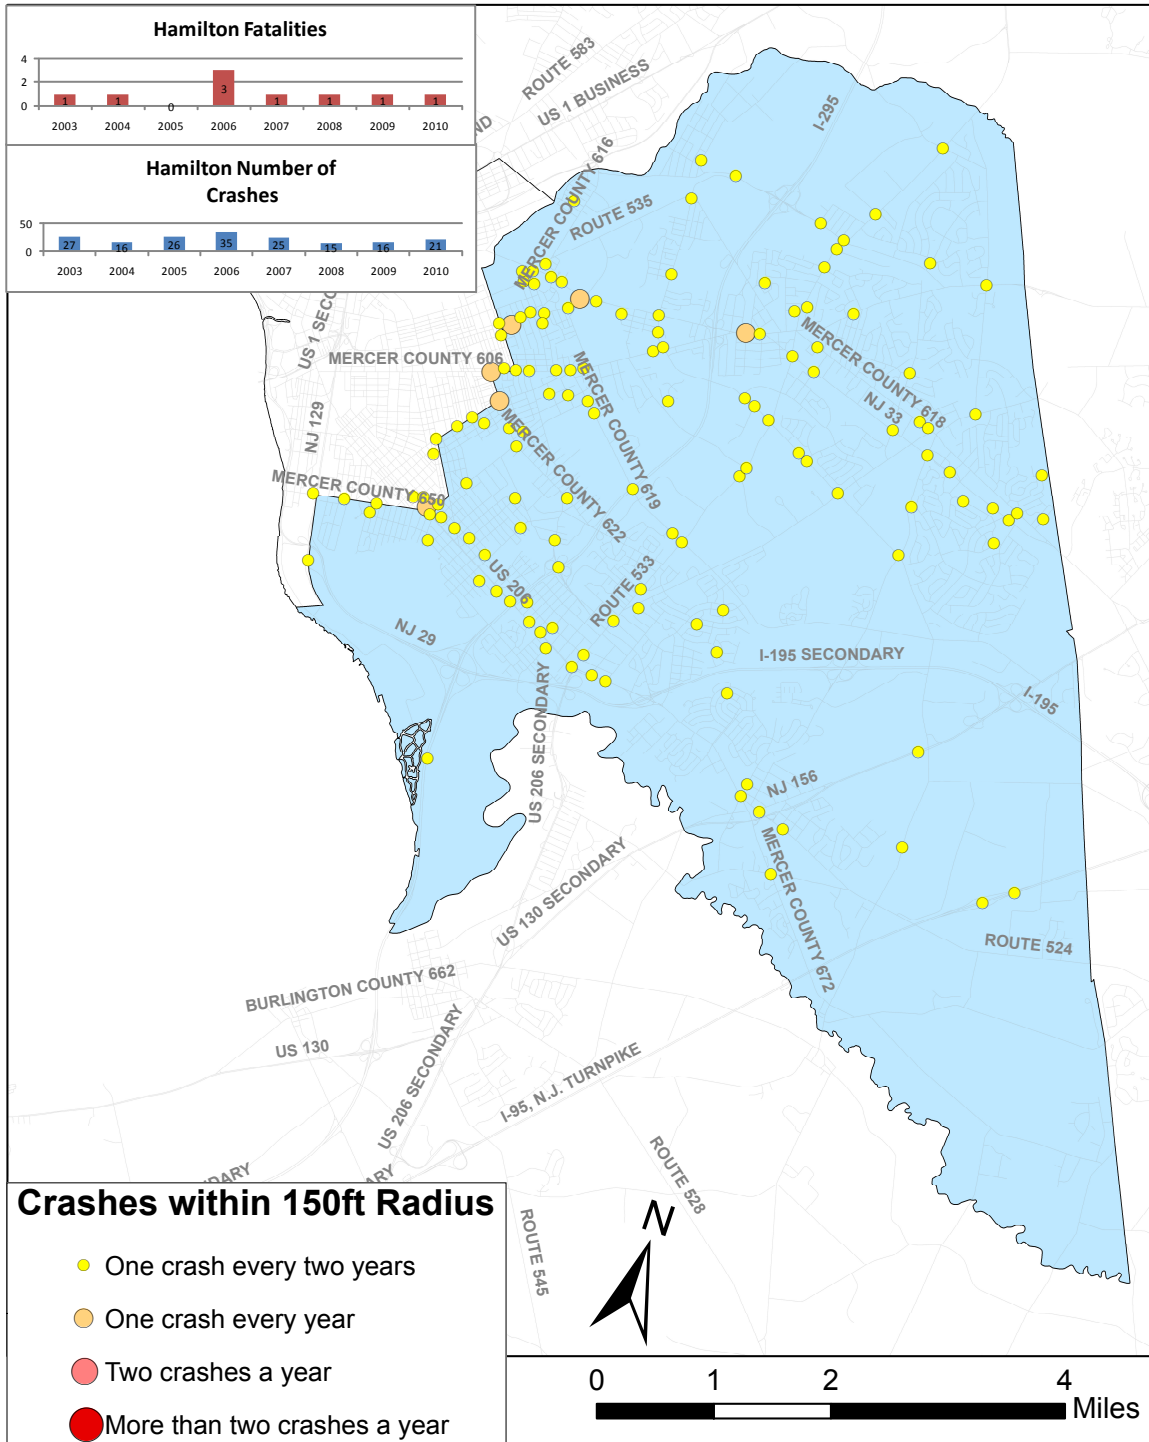 Hamilton Fatalities
4
2
0
1
1
0
3
1
1
1
1
2003
2004
2005
2006
2007
2008
2009
2010
Hamilton Number of
Crashes
50
0
27
16
26
35
25
15
16
21
2003
2004
2005
2006
2007
2008
2009
2010
ROUTE 583
US 1 BUSINESS
ND
I-295
MERCER COUNTY 616
ROUTE 535
US 1 SECO
MERCER COUNTY 606
MERCER COUNTY 618
NJ 33
NJ 129
MERCER COUNTY 619
MERCER COUNTY 622
MERCER COUNTY 650
US 206
ROUTE 533
NJ 29
I-195 SECONDARY
I-195
US 206 SECONDARY
NJ 156
MERCER COUNTY 672
US 130 SECONDARY
ROUTE 524
BURLINGTON COUNTY 662
US 130
US 206 SECONDARY
I-95, N.J. TURNPIKE
ROUTE 528
NDARY
ARY
ROUTE 545
Crashes within 150ft Radius
One crash every two years
One crash every year
Two crashes a year
More than two crashes a year
N
0
1
2
4
Miles